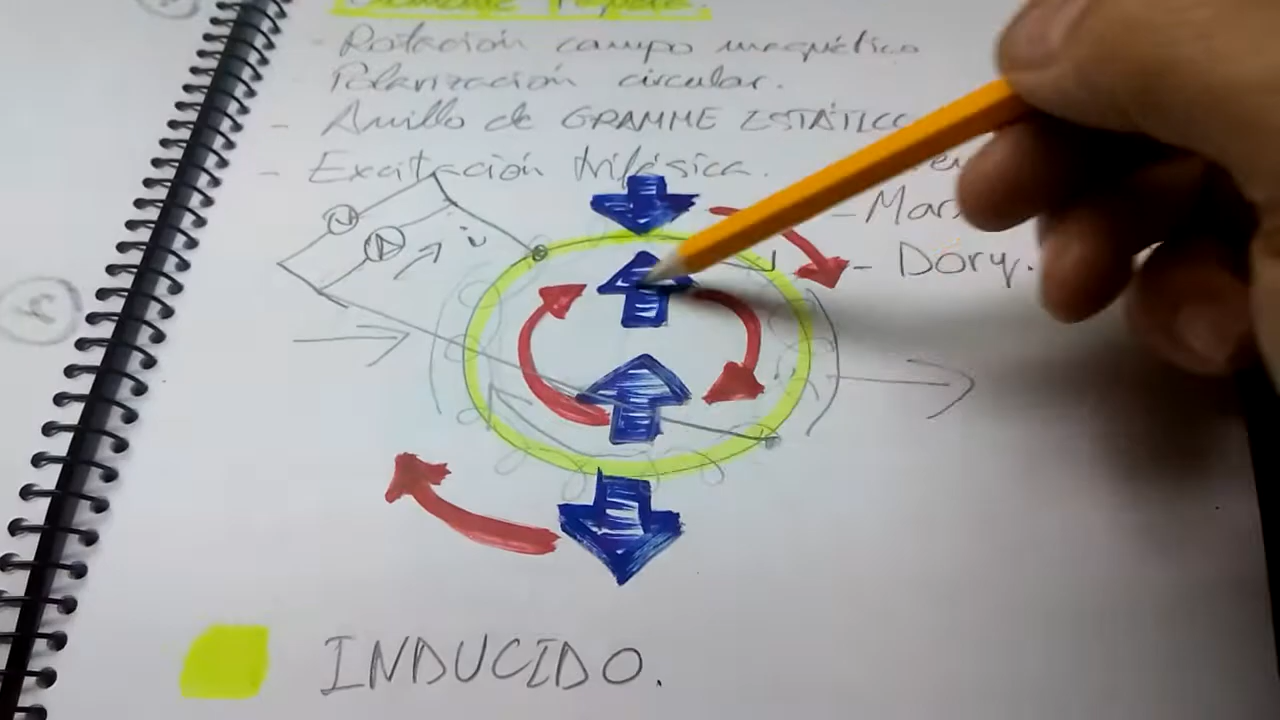 Rotación campo magnético
Polarización circular.
- Anillo de GRAMME ESTÁTICO
- Excitación trifásica.
- Mar
- Dory.
V
A
i
INDUCIDO.